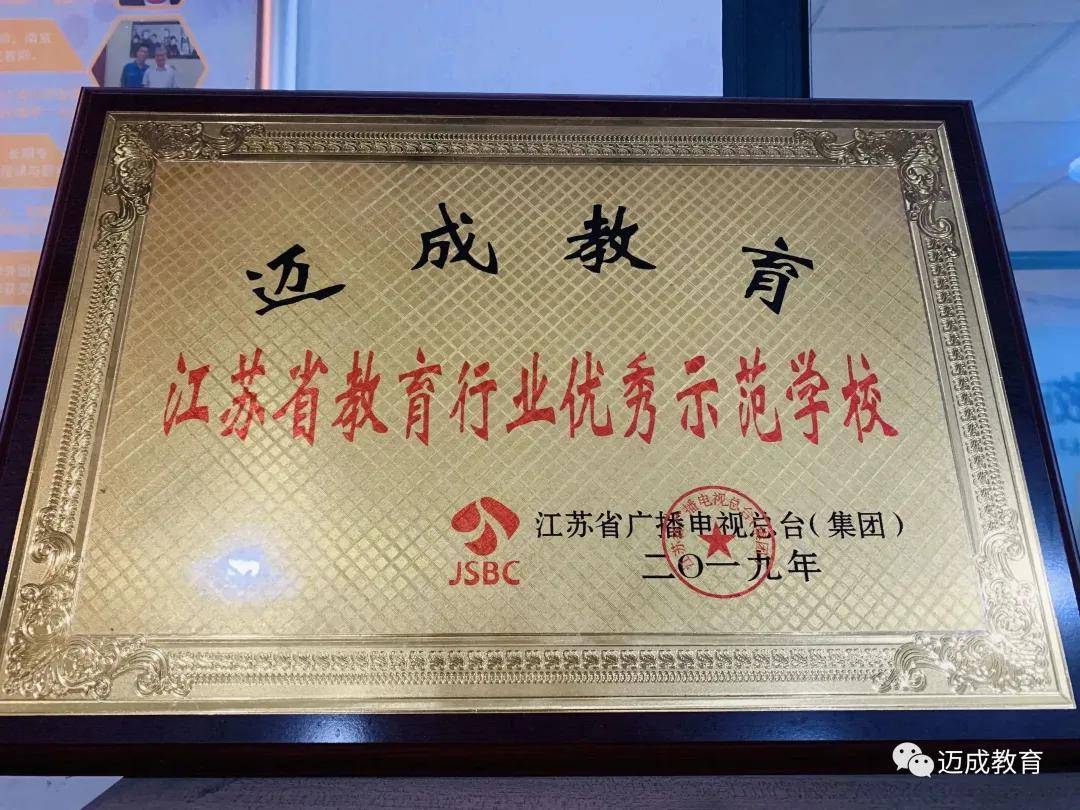 迈成教育
江苏省教育行业优秀示范学校
JSBC
江苏省广播电视总台(集团)
二〇一九年
迈成教育